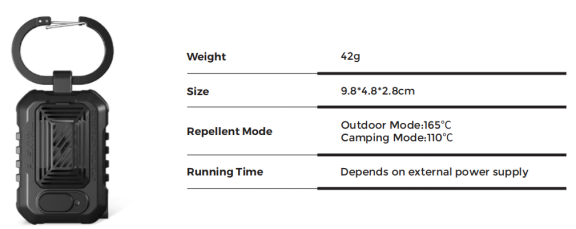 Weight 42g
Size 9.8*4.8*2.8cm
Repellent Mode Outdoor Mode:165℃
Camping Mode:110℃
Running Time Depends on external power supply